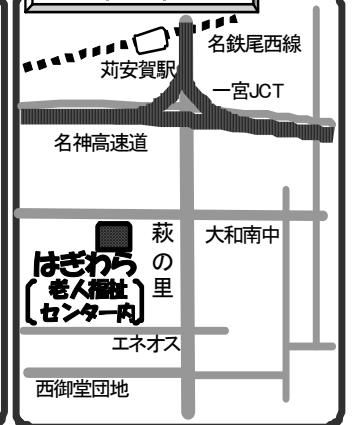 名鉄尾西線
苅安賀駅
一宮JCT
名神高速道
萩の里
大和南中
はぎわら
老人福祉
センター内
エネオス
西御堂団地